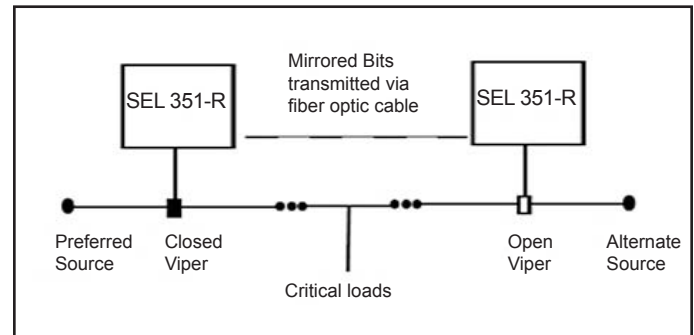 Mirrored Bits
transmitted via
fiber optic cable
SEL 351-R
SEL 351-R
Preferred
Source
Closed
Viper
Open
Viper
Alternate
Source
Critical loads